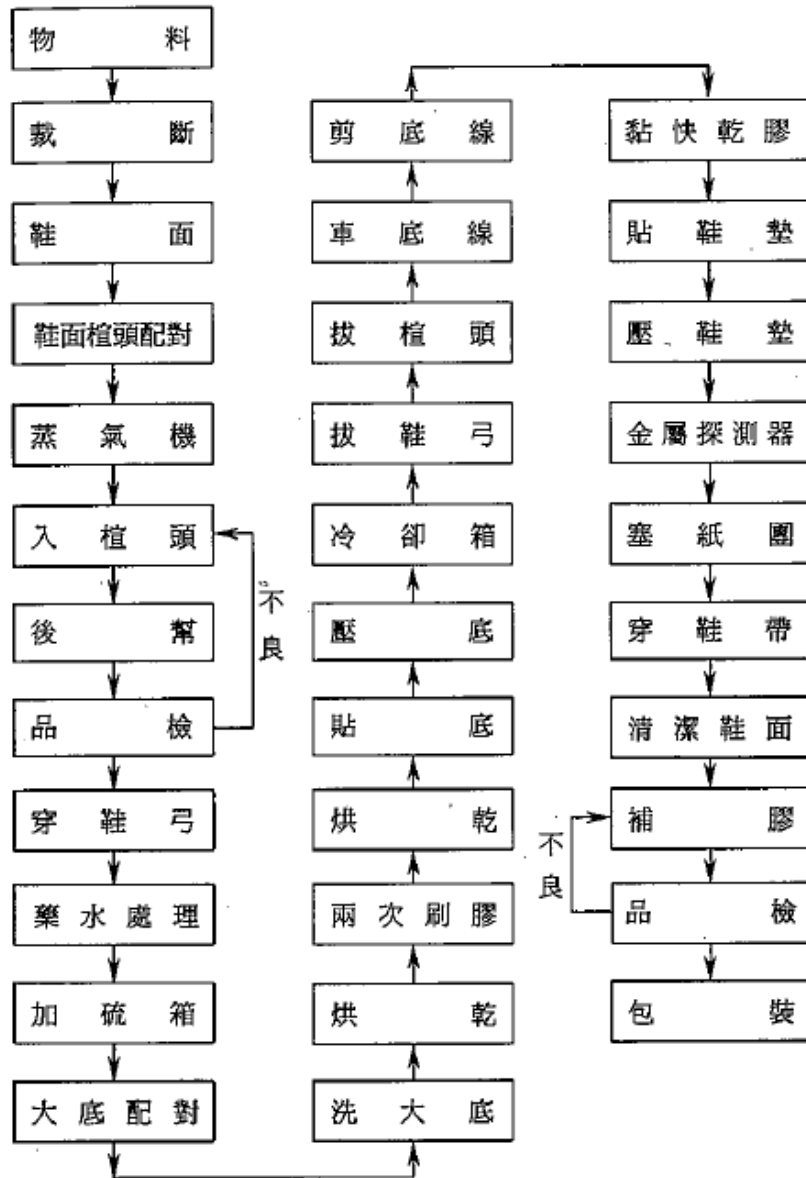 物料
裁斷
鞋面
鞋面楦頭配對
蒸氣機
入楦頭
後幫
品檢
不良
穿鞋弓
藥水處理
加硫箱
大底配對
洗大底
烘乾
兩次刷膠
烘乾
貼底
壓底
冷卻箱
拔鞋弓
拔楦頭
車底線
剪底線
黏快乾膠
貼鞋墊
壓鞋墊
金屬探測器
塞紙團
穿鞋帶
清潔鞋面
補膠
不良
品檢
包裝